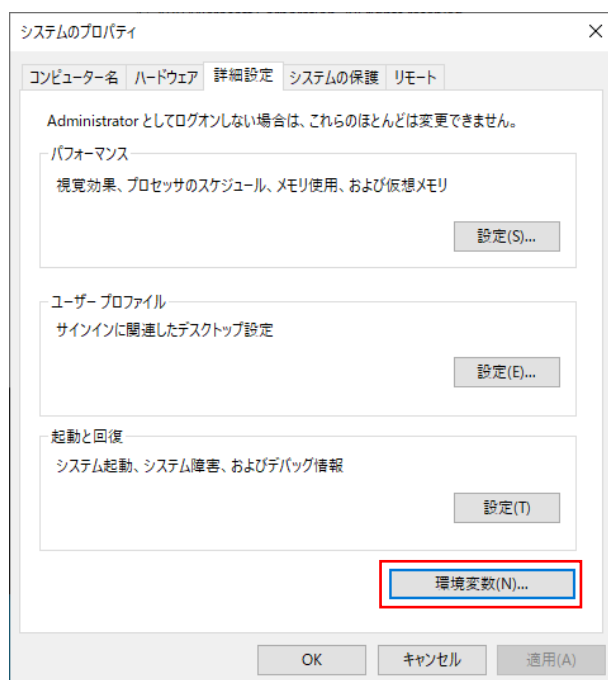 システムのプロパティ
コンピューター名 ハードウェア 詳細設定 システムの保護 リモート
Administrator としてログオンしない場合は、これらのほとんどは変更できません。
パフォーマンス
視覚効果、プロセッサのスケジュール、メモリ使用、および仮想メモリ
設定(S)...
ユーザー プロファイル
サインインに関連したデスクトップ設定
設定(E)...
起動と回復
システム起動、システム障害、およびデバッグ情報
設定(T)
環境変数(N)...
OK キャンセル 適用(A)